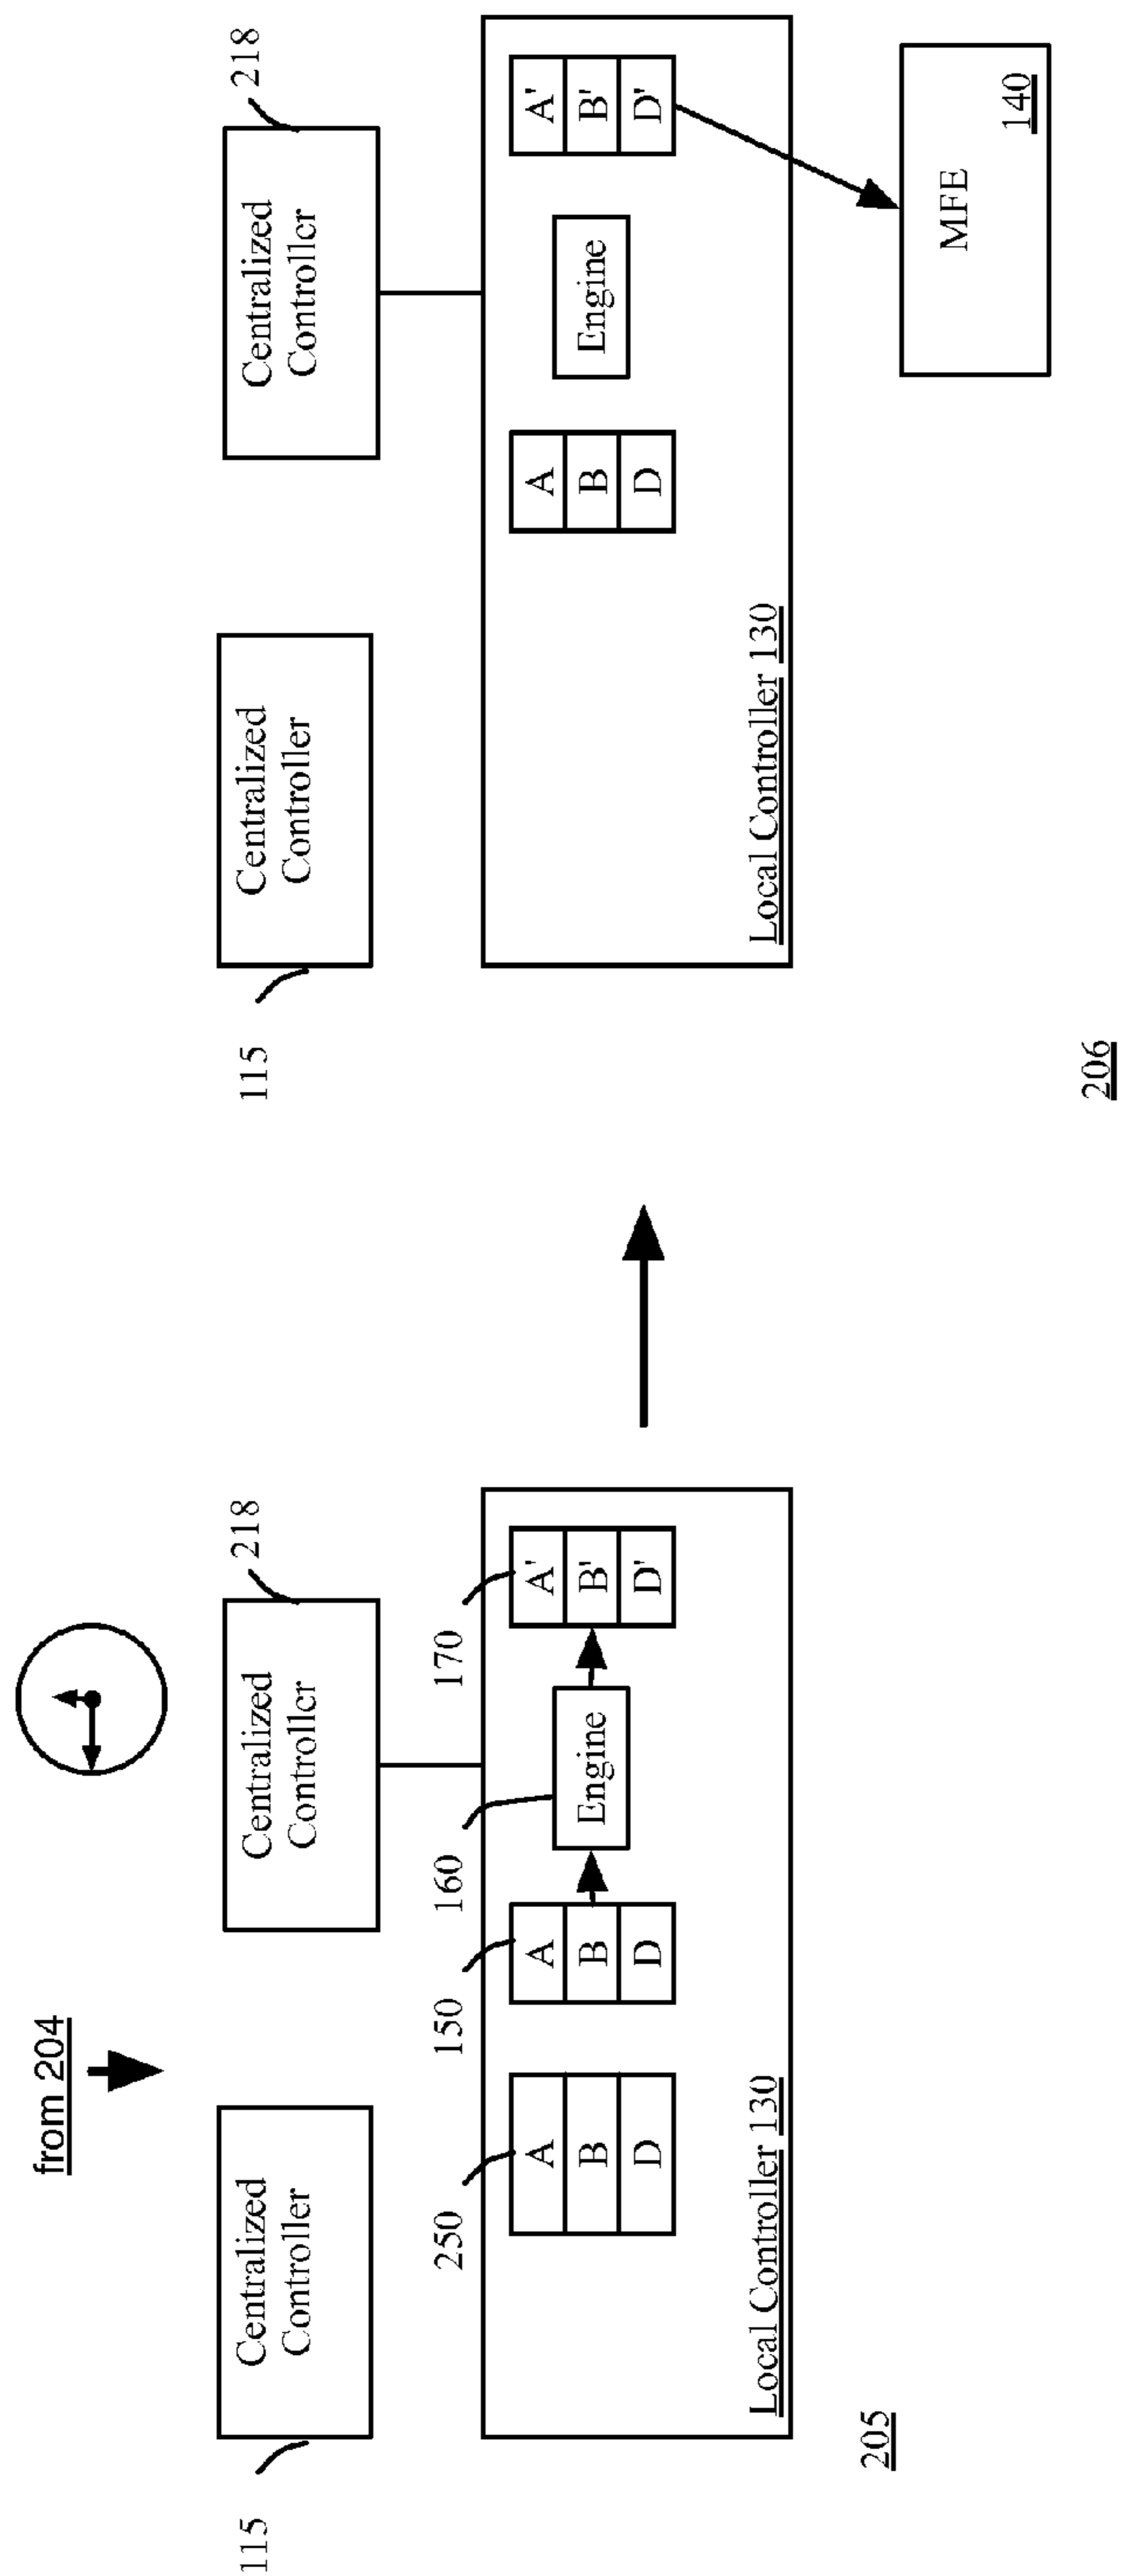 from 204
115
Centralized
Controller
Centralized
Controller
218
250
150
160
170
A
B
D
A
B
D
Engine
A'
B'
D'
Local Controller 130
205
115
Centralized
Controller
Centralized
Controller
218
A
B
D
Engine
A'
B'
D'
Local Controller 130
MFE
140
206